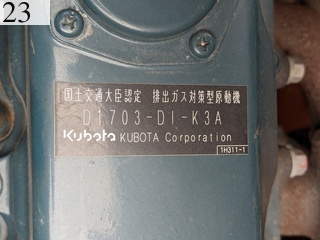 23
国土交通大臣認定 排出ガス対策型原動機
D1703-DI-K3A
Kubota KUBOTA Corporation
1H311-1